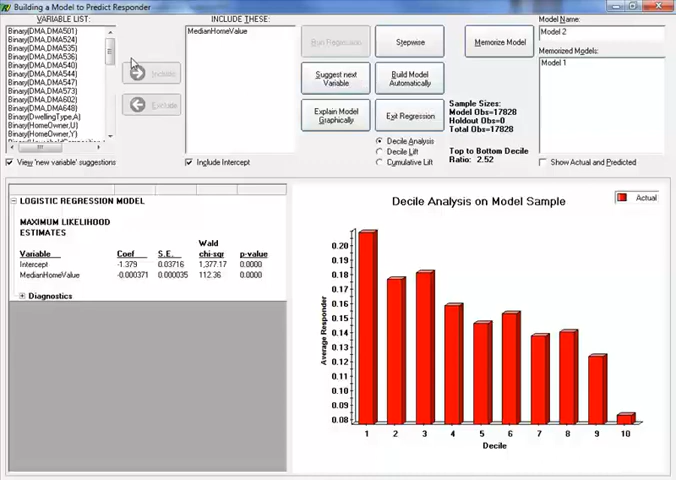 Building a Model to Predict Responder
VARIABLE LIST:
INCLUDE THESE:
Model Name:
Binary(DMA,DMA501)
Binary(DMA,DMA524)
Binary(DMA,DMA535)
Binary(DMA,DMA536)
Binary(DMA,DMA540)
Binary(DMA,DMA544)
Binary(DMA,DMA547)
Binary(DMA,DMA573)
Binary(DMA,DMA602)
Binary(DMA,DMA648)
Binary(DwellingType,A)
Binary(HomeOwner,U)
Binary(HomeOwner,Y)
Include
Exclude
MedianHomeValue
Run Regression
Stepwise
Memorize Model
Suggest next Variable
Build Model Automatically
Explain Model Graphically
Exit Regression
Model 2
Memorized Models:
Model 1
Sample Sizes:
Model Obs=17828
Holdout Obs=0
Total Obs=17828
Top to Bottom Decile
Ratio: 2.52
Decile Analysis
Decile Lift
Cumulative Lift
View 'new variable' suggestions
Include Intercept
Show Actual and Predicted
LOGISTIC REGRESSION MODEL
MAXIMUM LIKELIHOOD
ESTIMATES
Wald
Variable Coef S.E. chi-sqr p-value
Intercept -1.379 0.03716 1,377.17 0.0000
MedianHomeValue -0.000371 0.000035 112.36 0.0000
Diagnostics
Decile Analysis on Model Sample
Actual
Average Responder
0.20
0.19
0.18
0.17
0.16
0.15
0.14
0.13
0.12
0.11
0.10
0.09
0.08
1 2 3 4 5 6 7 8 9 10
Decile